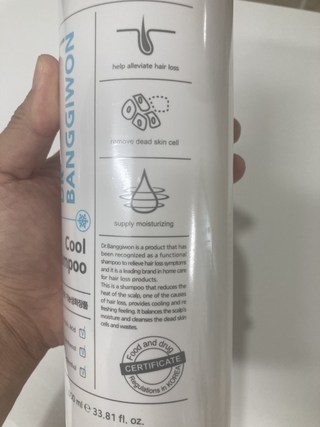 BANGGIWON
Cool
mpoo
help alleviate hair loss
remove dead skin cell
supply moisturizing
Dr.Banggiwon is a product that has
been recognized as a functional
shampoo to relieve hair loss symptoms
and it is a leading brand in home care
for hair loss products.
This is a shampoo that reduces the
heat of the scalp, one of the causes
of hair loss, provides cooling and re
freshing feeling. It balances the scalp's
moisture and cleanses the dead skin
cells and wastes.
Food and drug
CERTIFICATE
Regulations in KOREA
ml e 33.81 fl. oz.